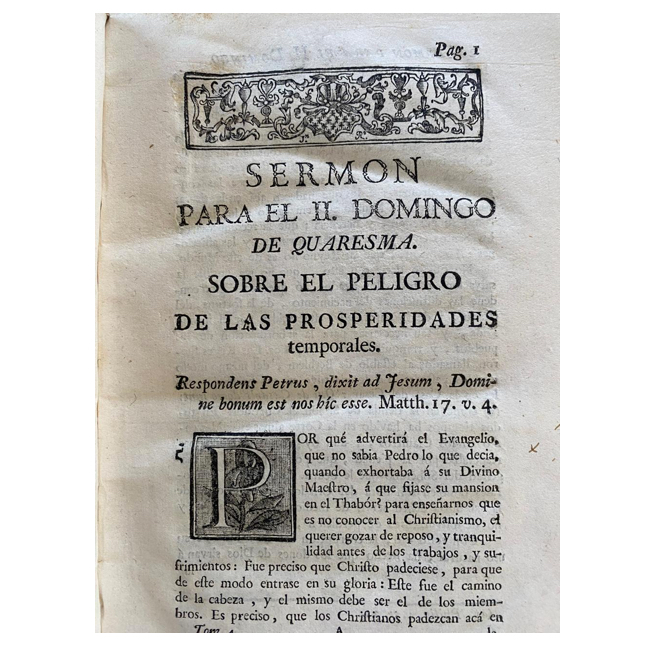 Pag. 1
SERMON
PARA EL II. DOMINGO
DE QUARESMA.
SOBRE EL PELIGRO
DE LAS PROSPERIDADES
temporales.
Respondens Petrus, dixit ad Jesum, Domi-
ne bonum est nos hîc esse. Matth. 17. v. 4.
POR qué advertirá el Evangelio,
que no sabia Pedro lo que decia,
quando exhortaba á su Divino
Maestro, á que fijase su mansion
en el Thabór? para enseñarnos que
es no conocer al Christianismo, el
querer gozar de reposo, y tranqui-
lidad antes de los trabajos, y su-
frimientos: Fue preciso que Christo padeciese, para que
de este modo entrase en su gloria: Este fue el camino
de la cabeza, y el mismo debe ser el de los miem-
bros. Es preciso, que los Christianos padezcan acá en
Tom. 4. A la